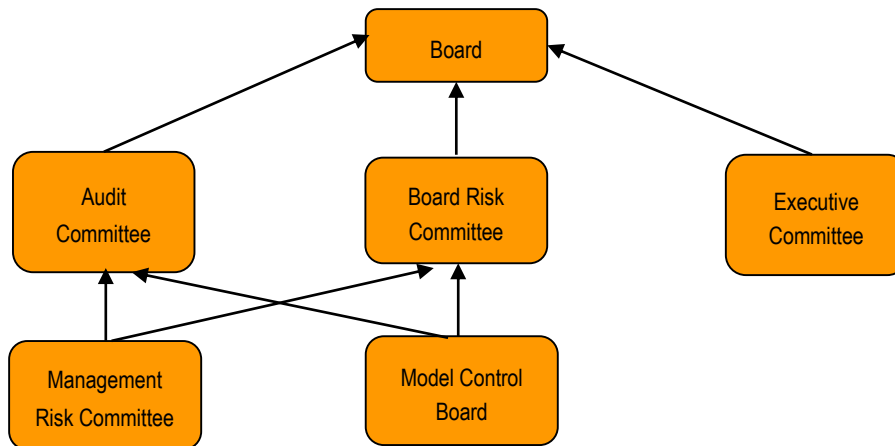 Board
Audit
Committee
Board Risk
Committee
Executive
Committee
Management
Risk Committee
Model Control
Board